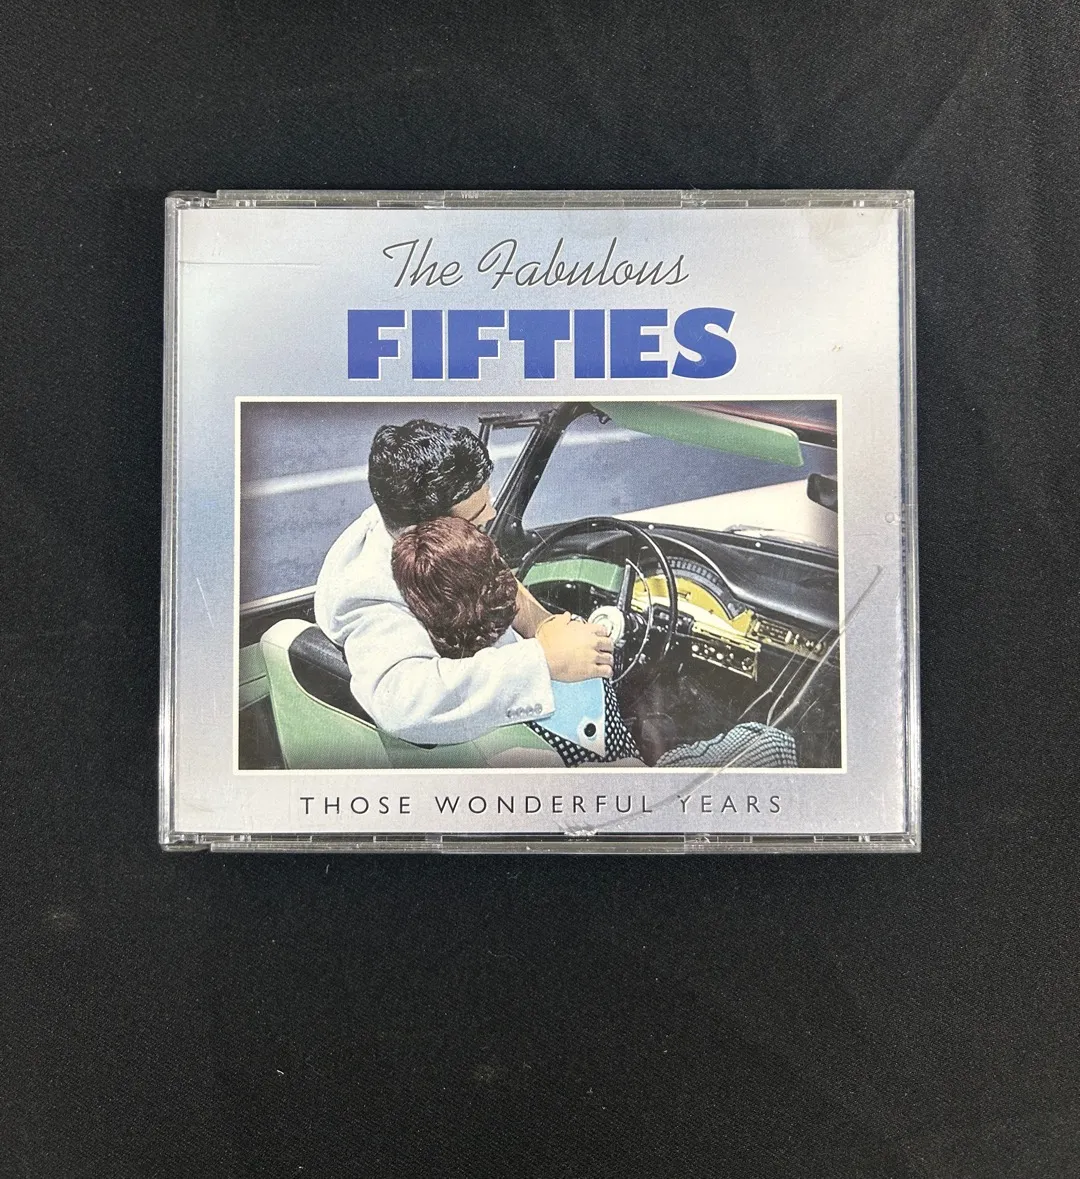 The Fabulous
FIFTIES
THOSE WONDERFUL YEARS